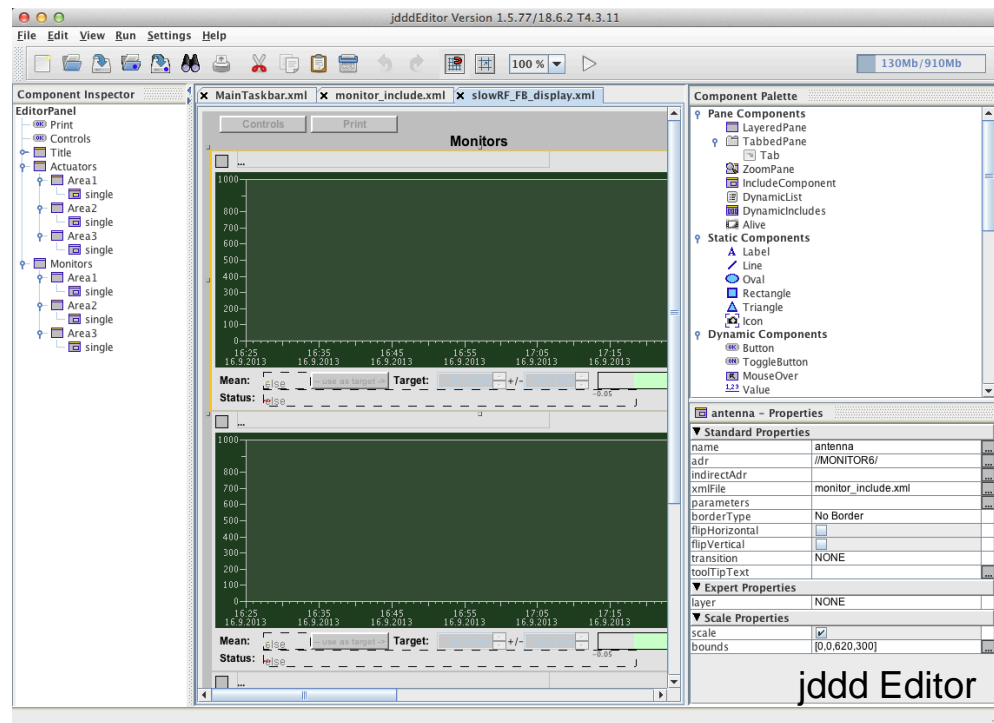 jdddEditor Version 1.5.77/18.6.2 T4.3.11
File Edit View Run Settings Help
100 %
130Mb/910Mb
Component Inspector
EditorPanel
Print
Controls
Title
Actuators
Area1
single
Area2
single
Area3
single
Monitors
Area1
single
Area2
single
Area3
single
MainTaskbar.xml monitor_include.xml slowRF_FB_display.xml
Controls Print
Monitors
...
1000
800
700
600
500
400
300
200
100
0
16:25 16:35 16:45 16:55 17:05 17:15
16.9.2013 16.9.2013 16.9.2013 16.9.2013 16.9.2013 16.9.2013
Mean: else -- use as target -> Target: +/-
-0.05
Status: else
...
1000
800
700
600
500
400
300
200
100
0
16:25 16:35 16:45 16:55 17:05 17:15
16.9.2013 16.9.2013 16.9.2013 16.9.2013 16.9.2013 16.9.2013
Mean: else -- use as target -> Target: +/-
-0.05
Status: else
...
Component Palette
Pane Components
LayeredPane
TabbedPane
Tab
ZoomPane
IncludeComponent
DynamicList
DynamicIncludes
Alive
Static Components
A Label
Line
Oval
Rectangle
Triangle
Icon
Dynamic Components
Button
ToggleButton
MouseOver
Value
antenna - Properties
Standard Properties
name antenna ...
adr //MONITOR6/
indirectAdr ...
xmlFile monitor_include.xml ...
parameters ...
borderType No Border
flipHorizontal
flipVertical
transition NONE
toolTipText ...
Expert Properties
layer NONE
Scale Properties
scale
bounds [0,0,620,300] ...
jddd Editor